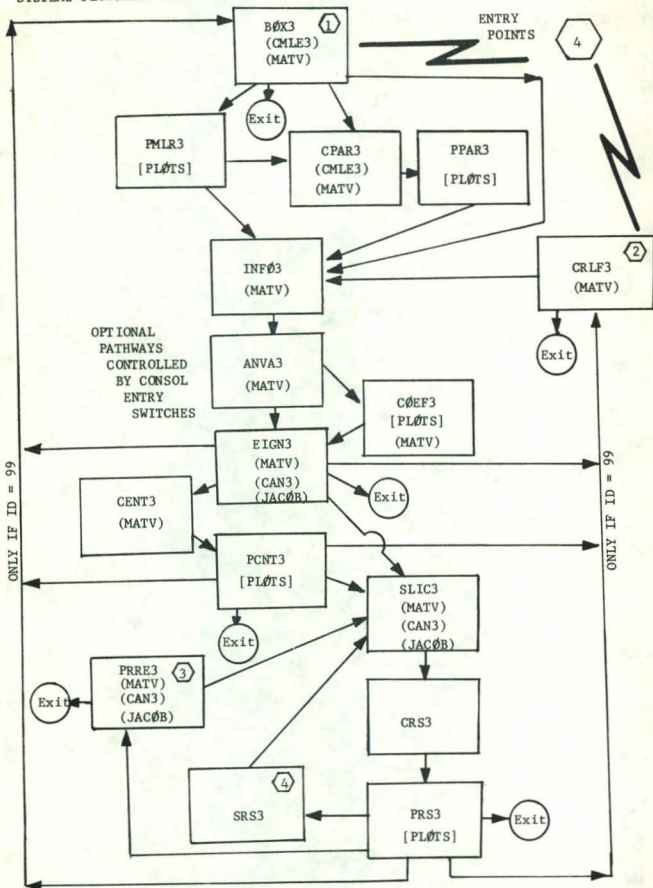 BØX3
(CMLE3)
(MATV)
1
ENTRY
POINTS
4
Exit
PMLR3
[PLØTS]
CPAR3
(CMLE3)
(MATV)
PPAR3
[PLØTS]
INFØ3
(MATV)
CRLF3
(MATV)
2
Exit
OPTIONAL
PATHWAYS
CONTROLLED
BY CONSOL
ENTRY
SWITCHES
ANVA3
(MATV)
CØEF3
[PLØTS]
(MATV)
EIGN3
(MATV)
(CAN3)
(JACØB)
Exit
ONLY IF ID = 99
ONLY IF ID = 99
CENT3
(MATV)
PCNT3
[PLØTS]
Exit
SLIC3
(MATV)
(CAN3)
(JACØB)
PRRE3
(MATV)
(CAN3)
(JACØB)
3
Exit
CRS3
SRS3
4
PRS3
[PLØTS]
Exit